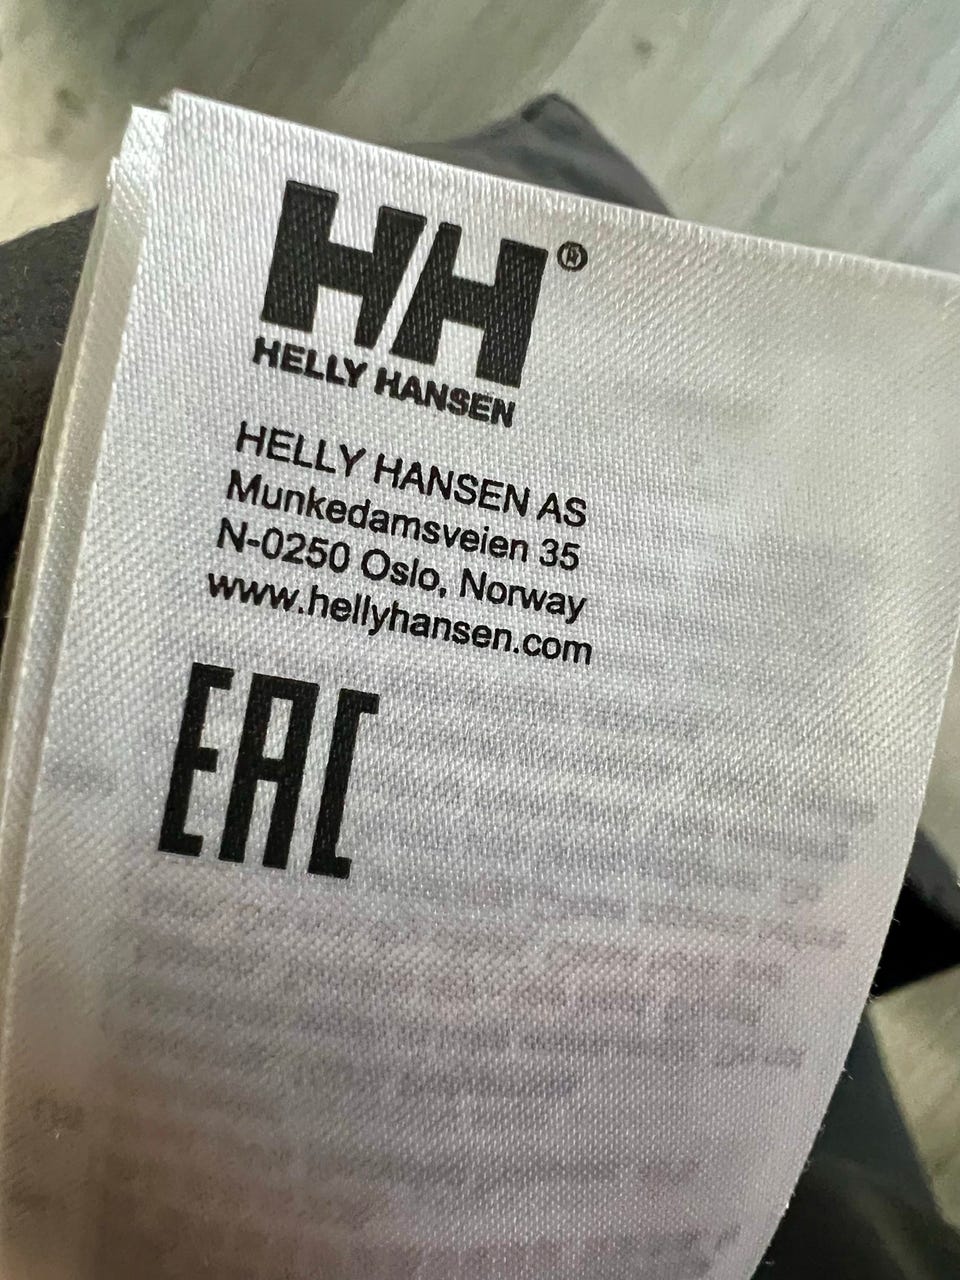 HH®
HELLY HANSEN
HELLY HANSEN AS
Munkedamsveien 35
N-0250 Oslo, Norway
www.hellyhansen.com
EAC